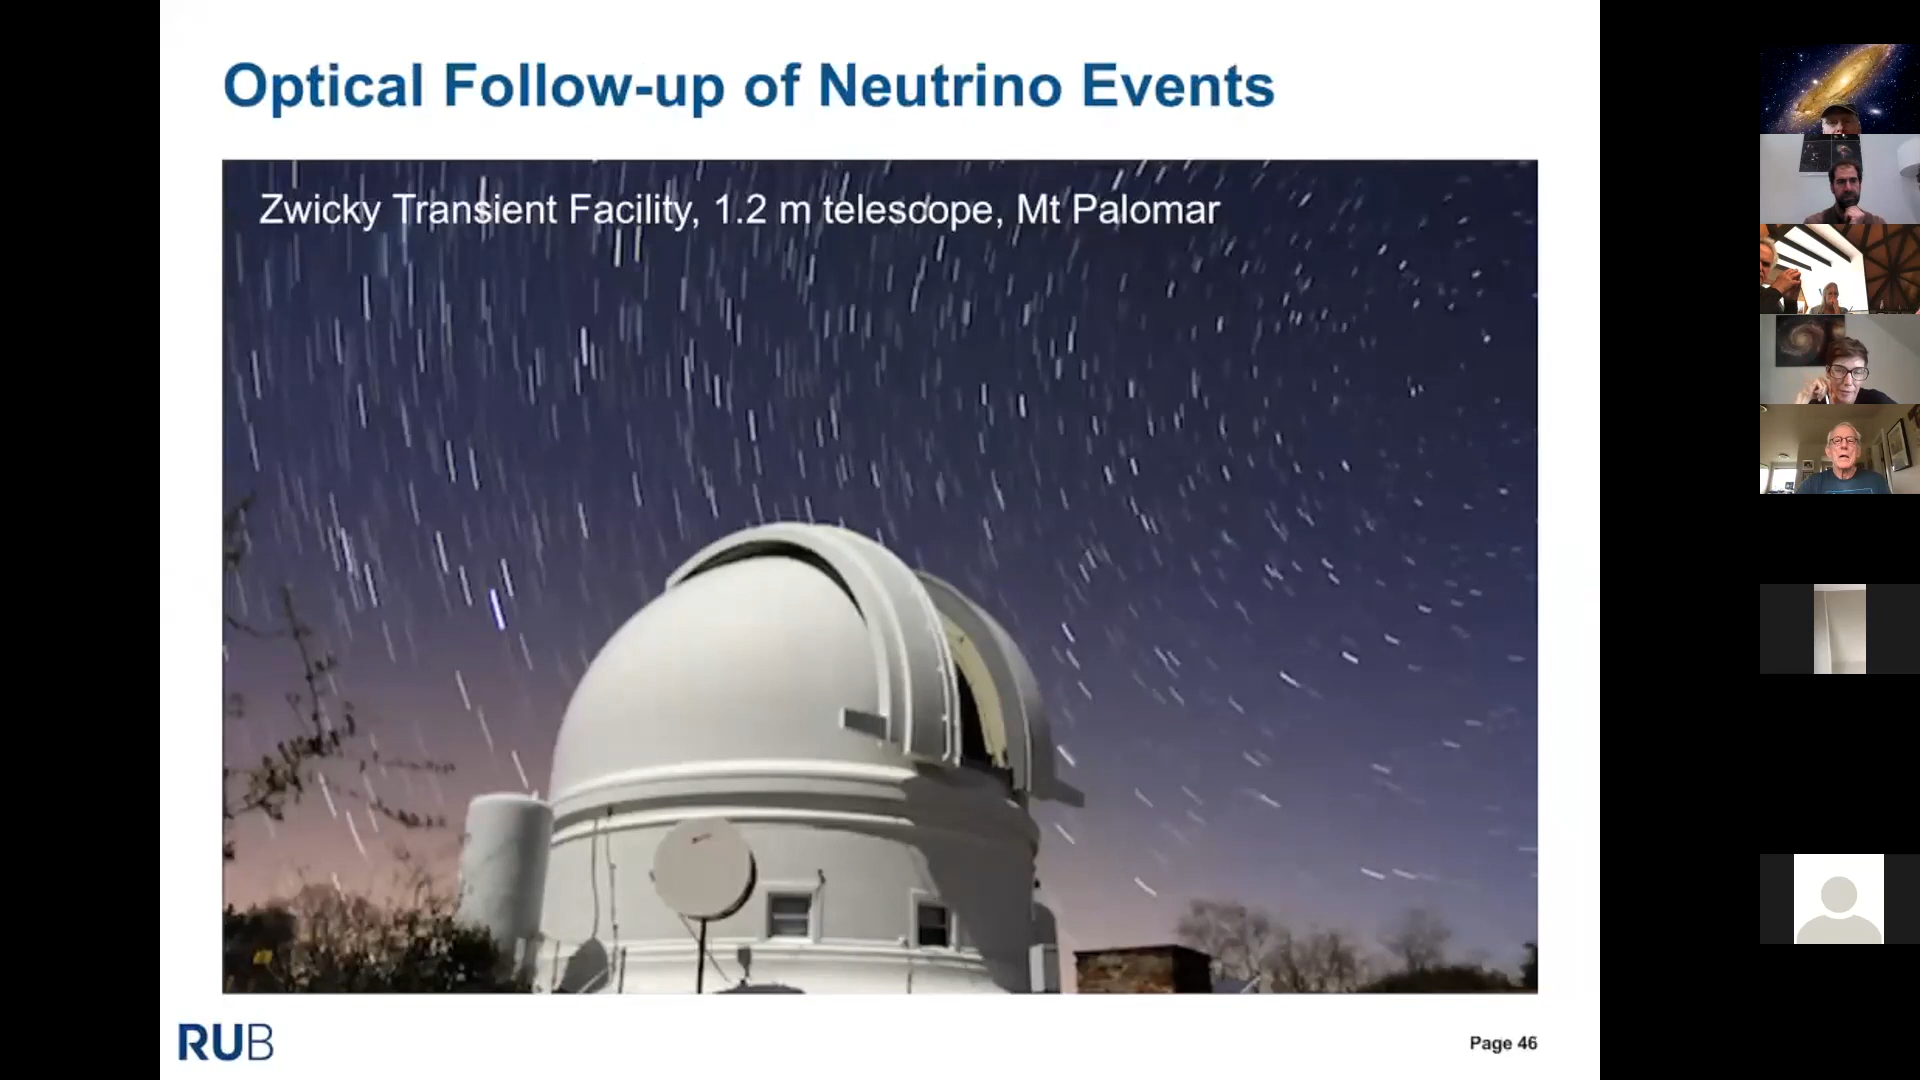 Optical Follow-up of Neutrino Events
Zwicky Transient Facility, 1.2 m telescope, Mt Palomar
RUB
Page 46